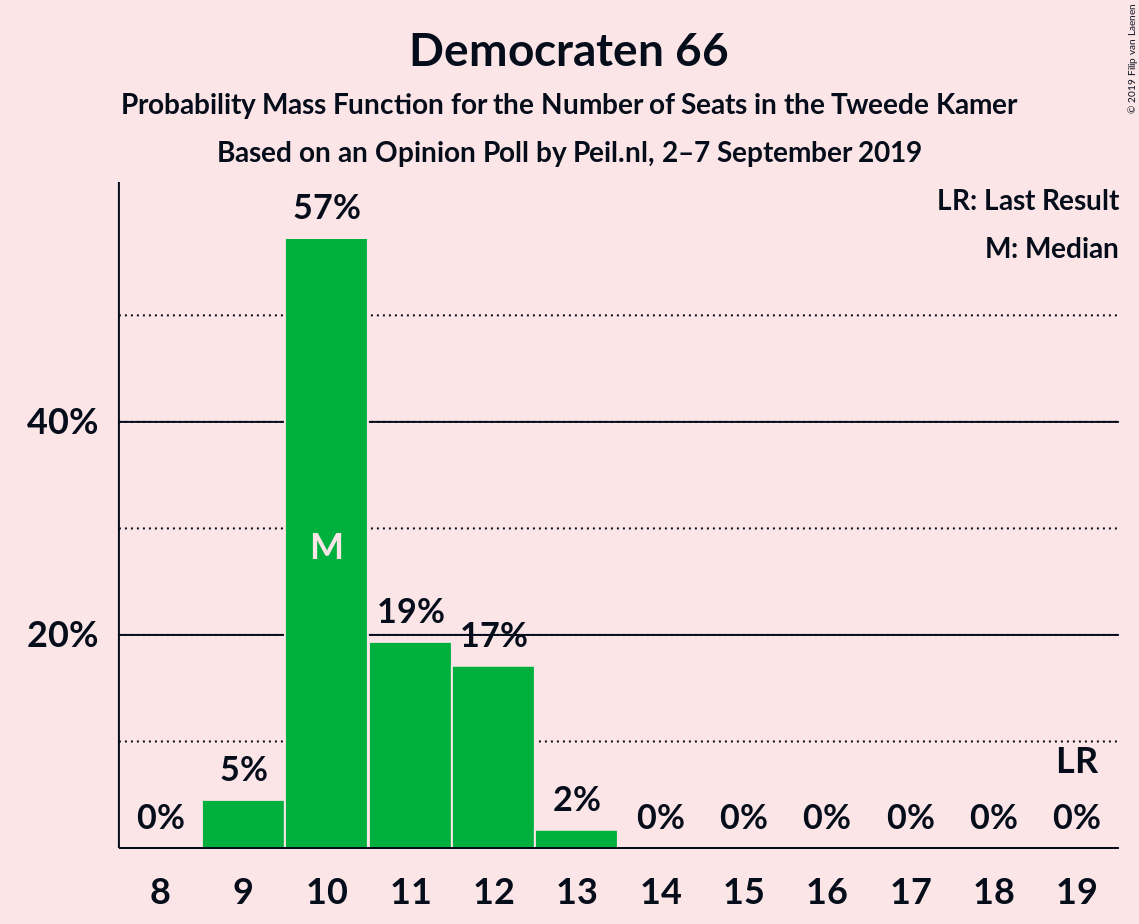 Democraten 66
Probability Mass Function for the Number of Seats in the Tweede Kamer
Based on an Opinion Poll by Peil.nl, 2–7 September 2019
© 2019 Filip van Laenen
LR: Last Result
M: Median
57%
40%
M
19%
17%
20%
LR
5%
2%
0%
0%
0%
0%
0%
0%
0%
8 9 10 11 12 13 14 15 16 17 18 19